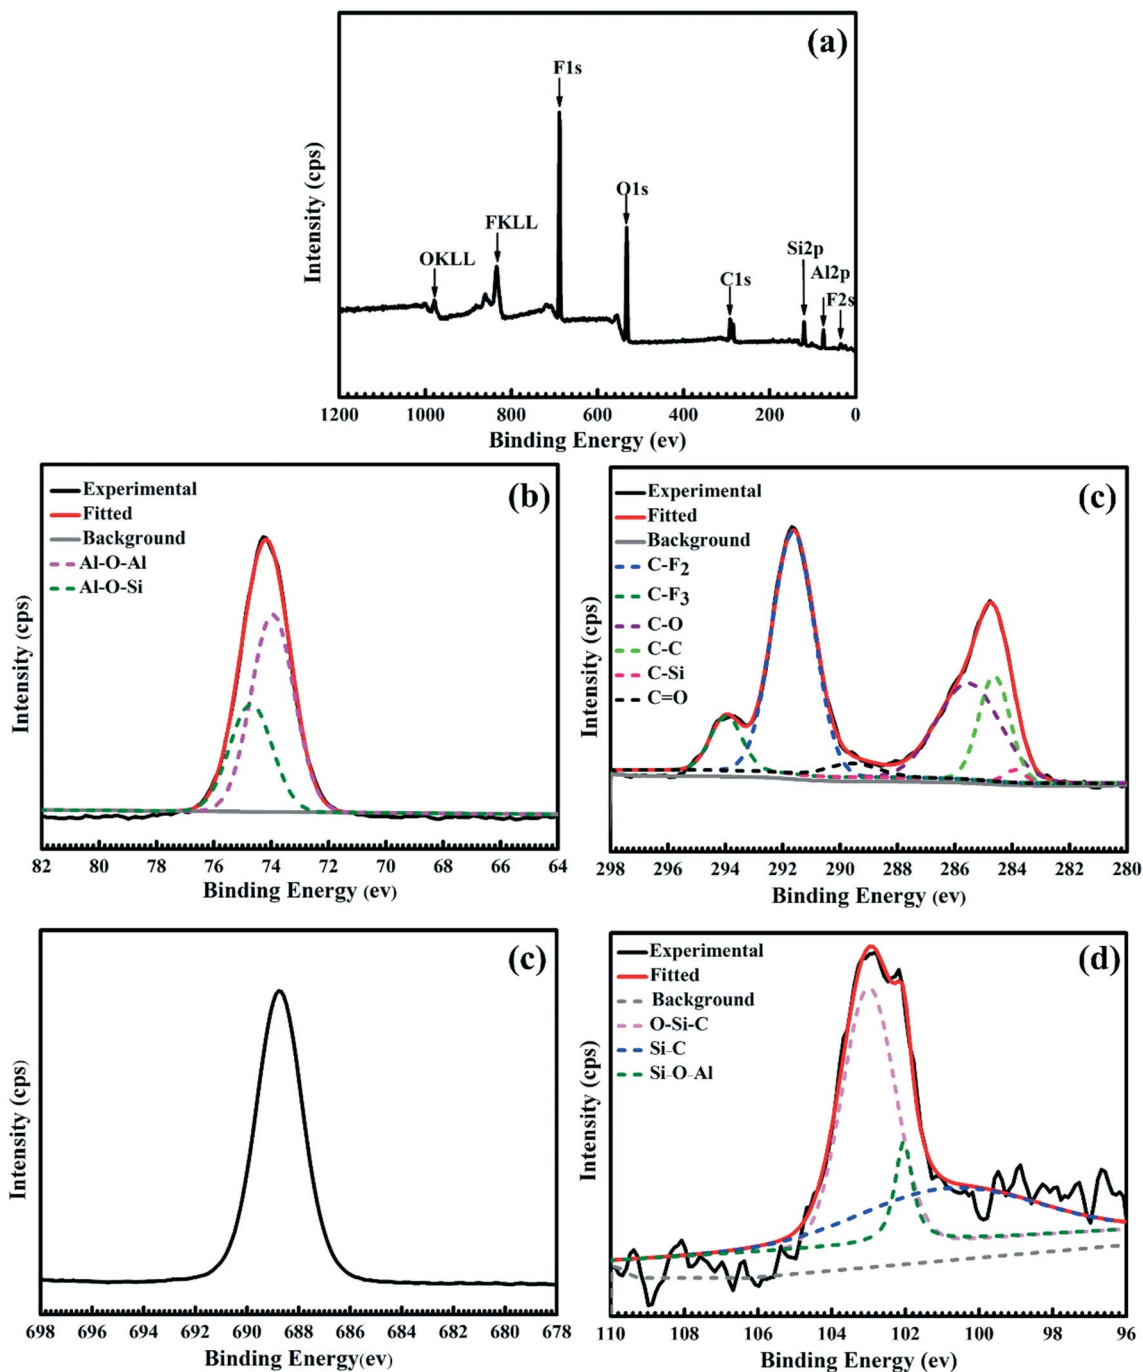 (a)
F1s
O1s
FKLL
OKLL
Si2p
Al2p
C1s
F2s
Intensity (cps)
1200 1000 800 600 400 200 0
Binding Energy (ev)
(b)
Experimental
Fitted
Background
Al-O-Al
Al-O-Si
Intensity (cps)
82 80 78 76 74 72 70 68 66 64
Binding Energy (ev)
(c)
Experimental
Fitted
Background
C-F2
C-F3
C-O
C-C
C-Si
C=O
Intensity (cps)
298 296 294 292 290 288 286 284 282 280
Binding Energy (ev)
(c)
Intensity (cps)
698 696 694 692 690 688 686 684 682 680 678
Binding Energy(ev)
(d)
Experimental
Fitted
Background
O-Si-C
Si-C
Si-O-Al
Intensity (cps)
110 108 106 104 102 100 98 96
Binding Energy (ev)